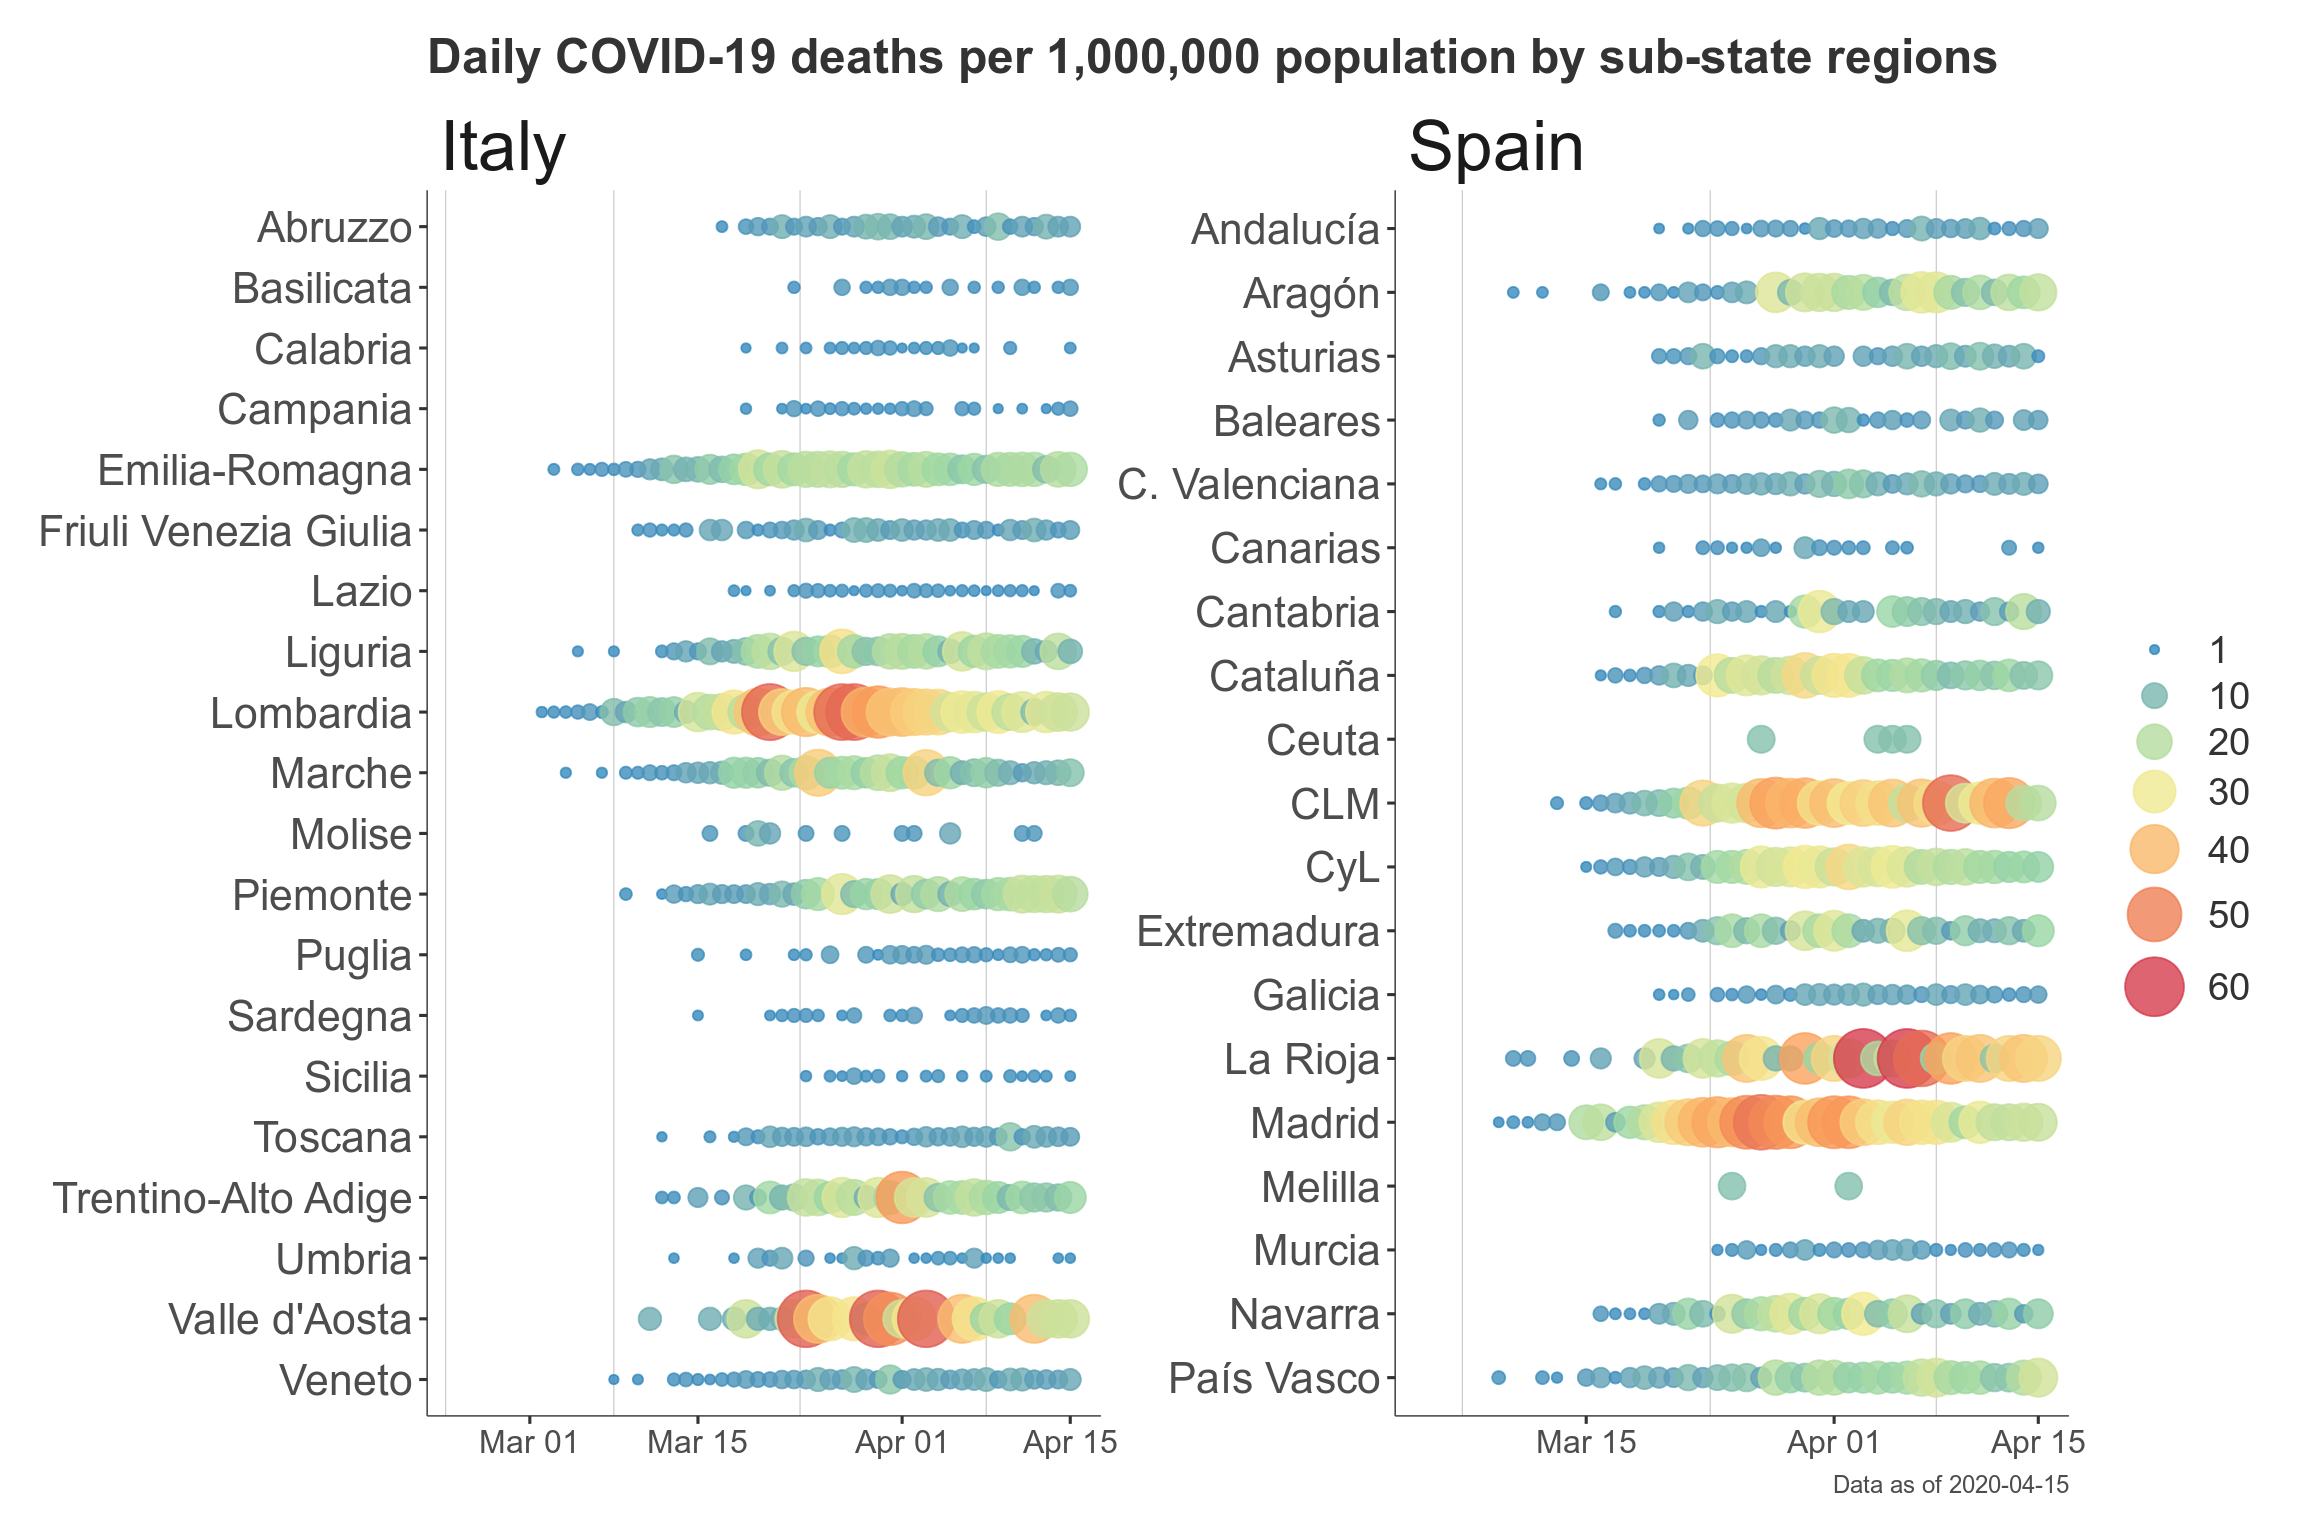 Daily COVID-19 deaths per 1,000,000 population by sub-state regions
Italy
Abruzzo
Basilicata
Calabria
Campania
Emilia-Romagna
Friuli Venezia Giulia
Lazio
Liguria
Lombardia
Marche
Molise
Piemonte
Puglia
Sardegna
Sicilia
Toscana
Trentino-Alto Adige
Umbria
Valle d'Aosta
Veneto
Mar 01 Mar 15 Apr 01 Apr 15
Spain
Andalucía
Aragón
Asturias
Baleares
C. Valenciana
Canarias
Cantabria
Cataluña
Ceuta
CLM
CyL
Extremadura
Galicia
La Rioja
Madrid
Melilla
Murcia
Navarra
País Vasco
Mar 15 Apr 01 Apr 15
1
10
20
30
40
50
60
Data as of 2020-04-15